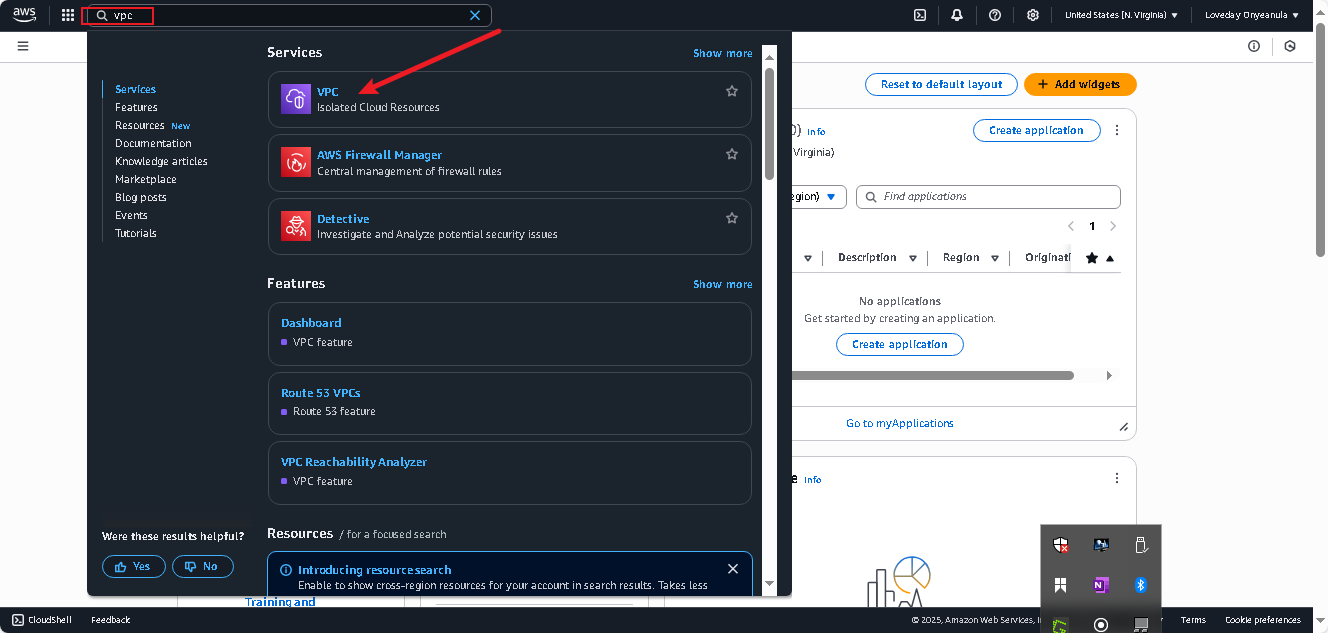 aws
vpc
United States (N. Virginia)
Loveday Onyeanula
Services
Show more
Services
Features
Resources New
Documentation
Knowledge articles
Marketplace
Blog posts
Events
Tutorials
VPC
Isolated Cloud Resources
AWS Firewall Manager
Central management of firewall rules
Detective
Investigate and Analyze potential security issues
Features
Show more
Dashboard
VPC feature
Route 53 VPCs
Route 53 feature
VPC Reachability Analyzer
VPC feature
Resources / for a focused search
Introducing resource search
Enable to show cross-region resources for your account in search results. Takes less
Were these results helpful?
Yes
No
Reset to default layout
+ Add widgets
0) Info
Create application
Virginia)
egion)
Find applications
1
Description
Region
Originati
No applications
Get started by creating an application.
Create application
Go to myApplications
e Info
Training and
CloudShell
Feedback
© 2025, Amazon Web Services,
Terms
Cookie preferences